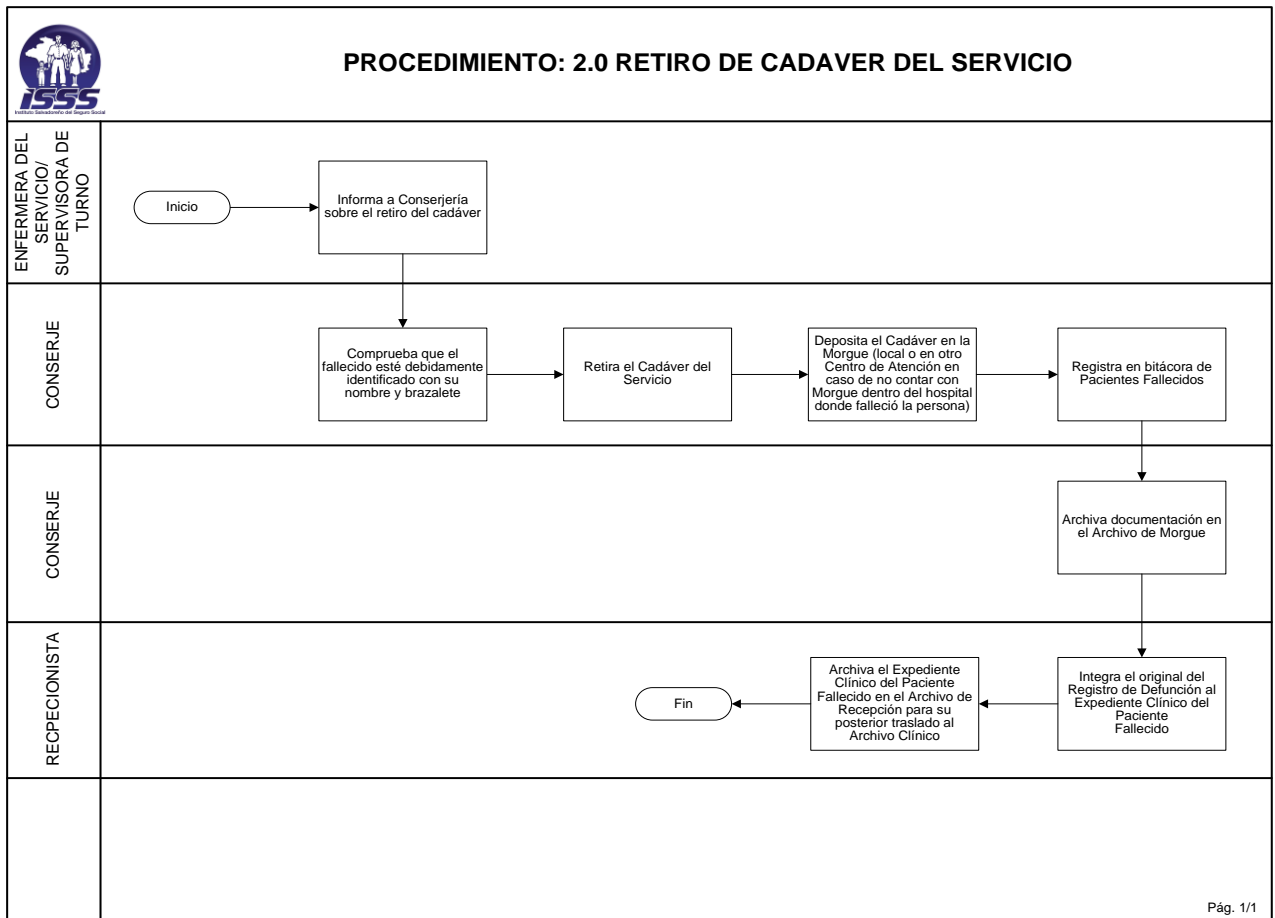 ISSS
Instituto Salvadoreño del Seguro Social
PROCEDIMIENTO: 2.0 RETIRO DE CADAVER DEL SERVICIO
ENFERMERA DEL
SERVICIO/
SUPERVISORA DE
TURNO
Inicio
Informa a Conserjería
sobre el retiro del cadáver
CONSERJE
Comprueba que el
fallecido esté debidamente
identificado con su
nombre y brazalete
Retira el Cadáver del
Servicio
Deposita el Cadáver en la
Morgue (local o en otro
Centro de Atención en
caso de no contar con
Morgue dentro del hospital
donde falleció la persona)
Registra en bitácora de
Pacientes Fallecidos
CONSERJE
Archiva documentación en
el Archivo de Morgue
RECPECIONISTA
Integra el original del
Registro de Defunción al
Expediente Clínico del
Paciente
Fallecido
Archiva el Expediente
Clínico del Paciente
Fallecido en el Archivo de
Recepción para su
posterior traslado al
Archivo Clínico
Fin
Pág. 1/1